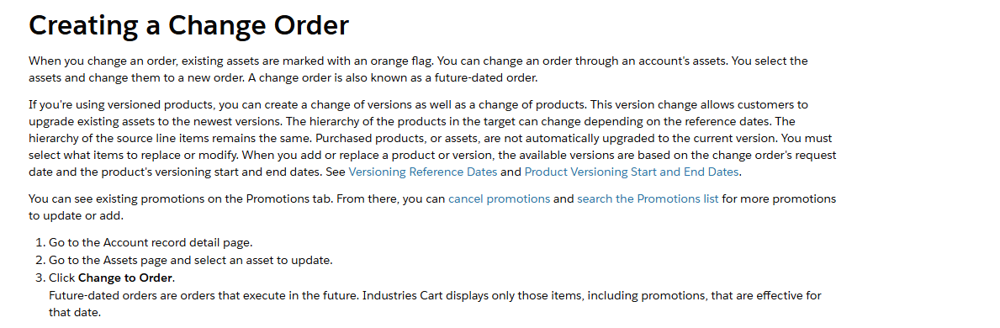 Creating a Change Order
When you change an order, existing assets are marked with an orange flag. You can change an order through an account's assets. You select the
assets and change them to a new order. A change order is also known as a future-dated order.
If you're using versioned products, you can create a change of versions as well as a change of products. This version change allows customers to
upgrade existing assets to the newest versions. The hierarchy of the products in the target can change depending on the reference dates. The
hierarchy of the source line items remains the same. Purchased products, or assets, are not automatically upgraded to the current version. You must
select what items to replace or modify. When you add or replace a product or version, the available versions are based on the change order's request
date and the product's versioning start and end dates. See Versioning Reference Dates and Product Versioning Start and End Dates.
You can see existing promotions on the Promotions tab. From there, you can cancel promotions and search the Promotions list for more promotions
to update or add.
1. Go to the Account record detail page.
2. Go to the Assets page and select an asset to update.
3. Click Change to Order.
Future-dated orders are orders that execute in the future. Industries Cart displays only those items, including promotions, that are effective for
that date.